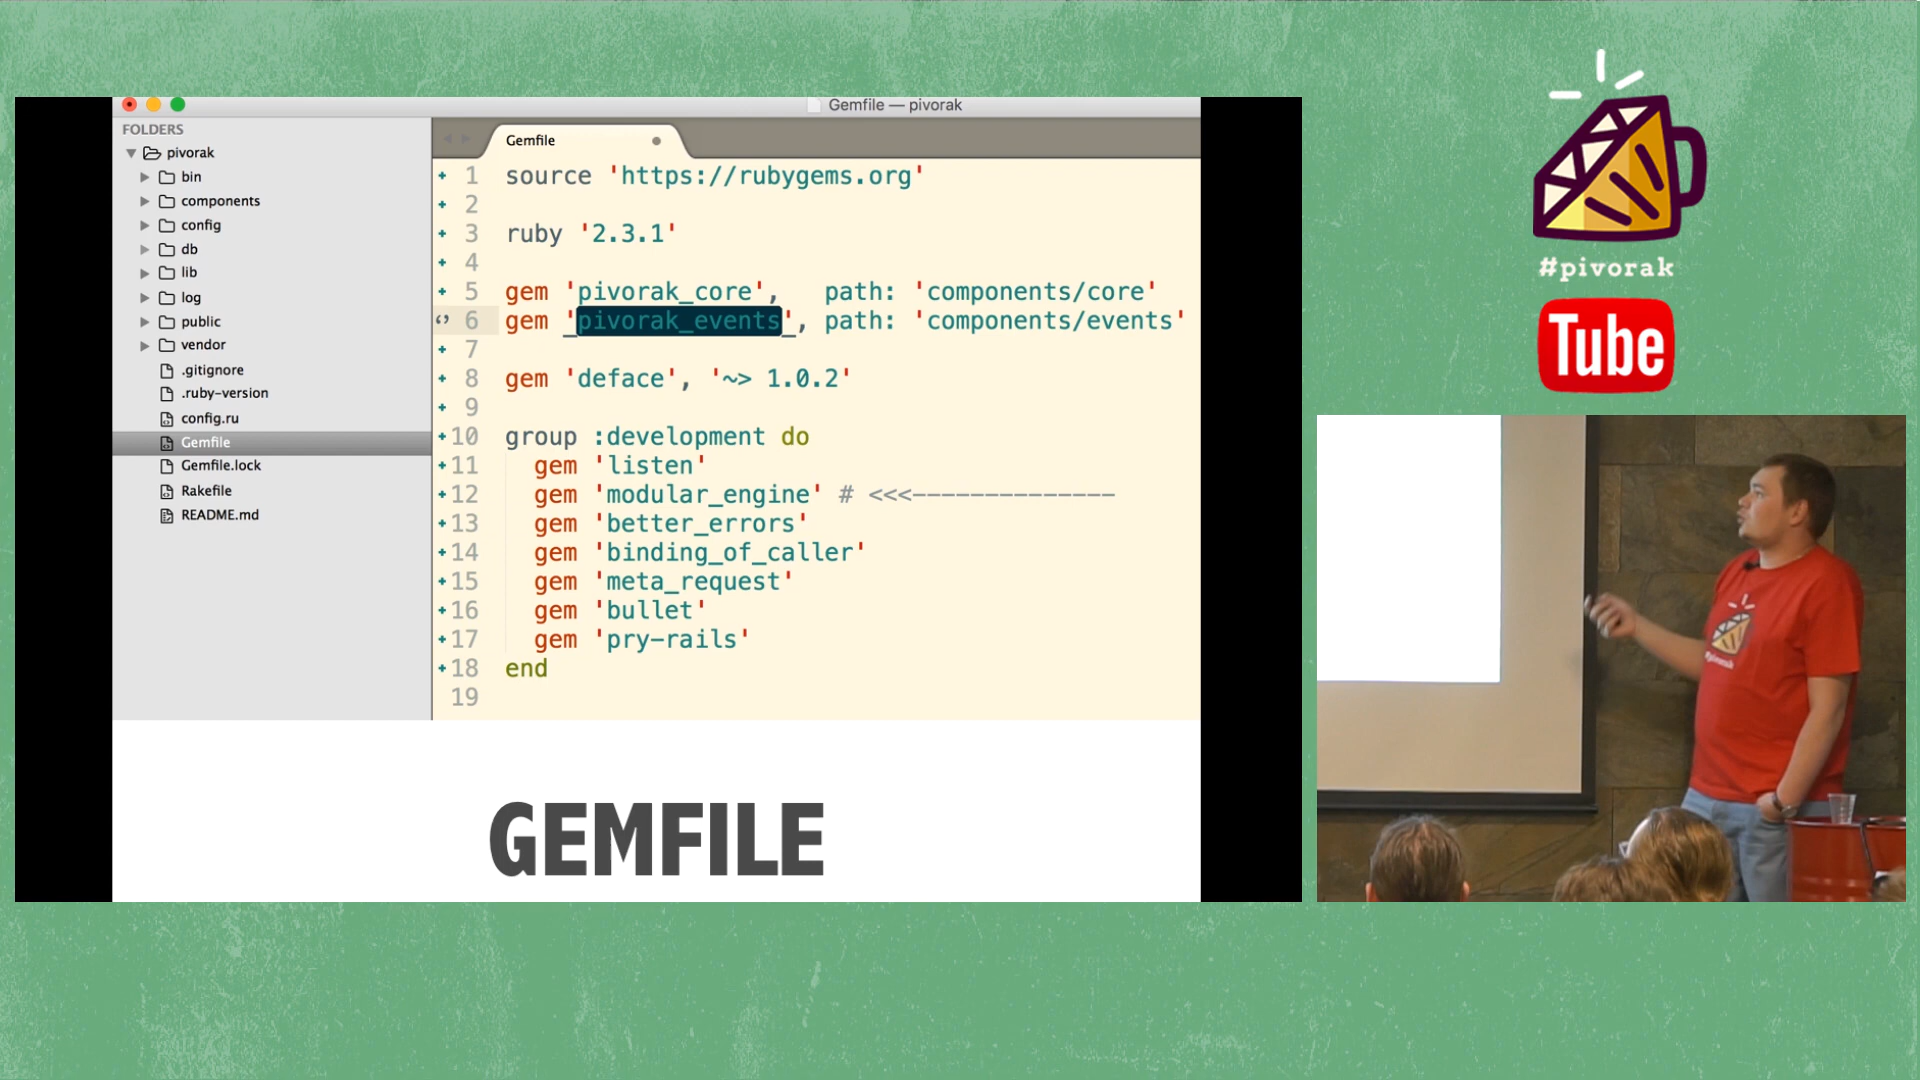 Gemfile — pivorak
FOLDERS
pivorak
bin
components
config
db
lib
log
public
vendor
.gitignore
.ruby-version
config.ru
Gemfile
Gemfile.lock
Rakefile
README.md
Gemfile
1 source 'https://rubygems.org'
2
3 ruby '2.3.1'
4
5 gem 'pivorak_core',   path: 'components/core'
6 gem 'pivorak_events', path: 'components/events'
7
8 gem 'deface', '~> 1.0.2'
9
10 group :development do
11   gem 'listen'
12   gem 'modular_engine' # <<<--------------
13   gem 'better_errors'
14   gem 'binding_of_caller'
15   gem 'meta_request'
16   gem 'bullet'
17   gem 'pry-rails'
18 end
19
GEMFILE
#pivorak
Tube
#pivorak